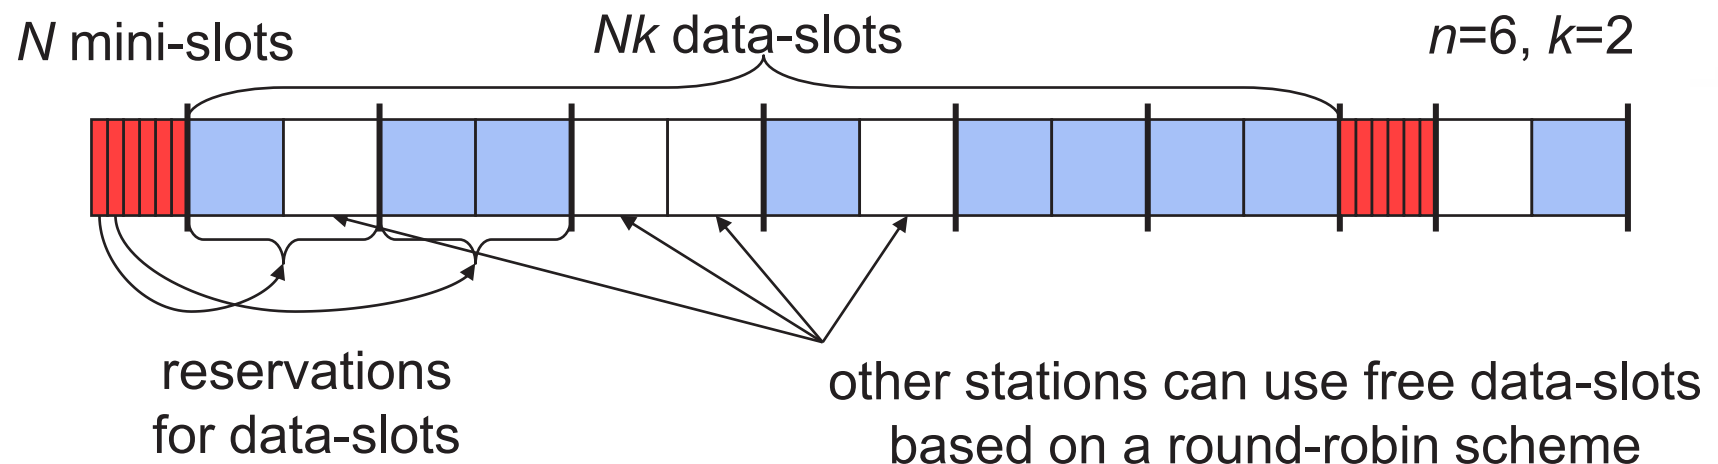 N mini-slots
Nk data-slots
n=6, k=2
reservations
for data-slots
other stations can use free data-slots
based on a round-robin scheme